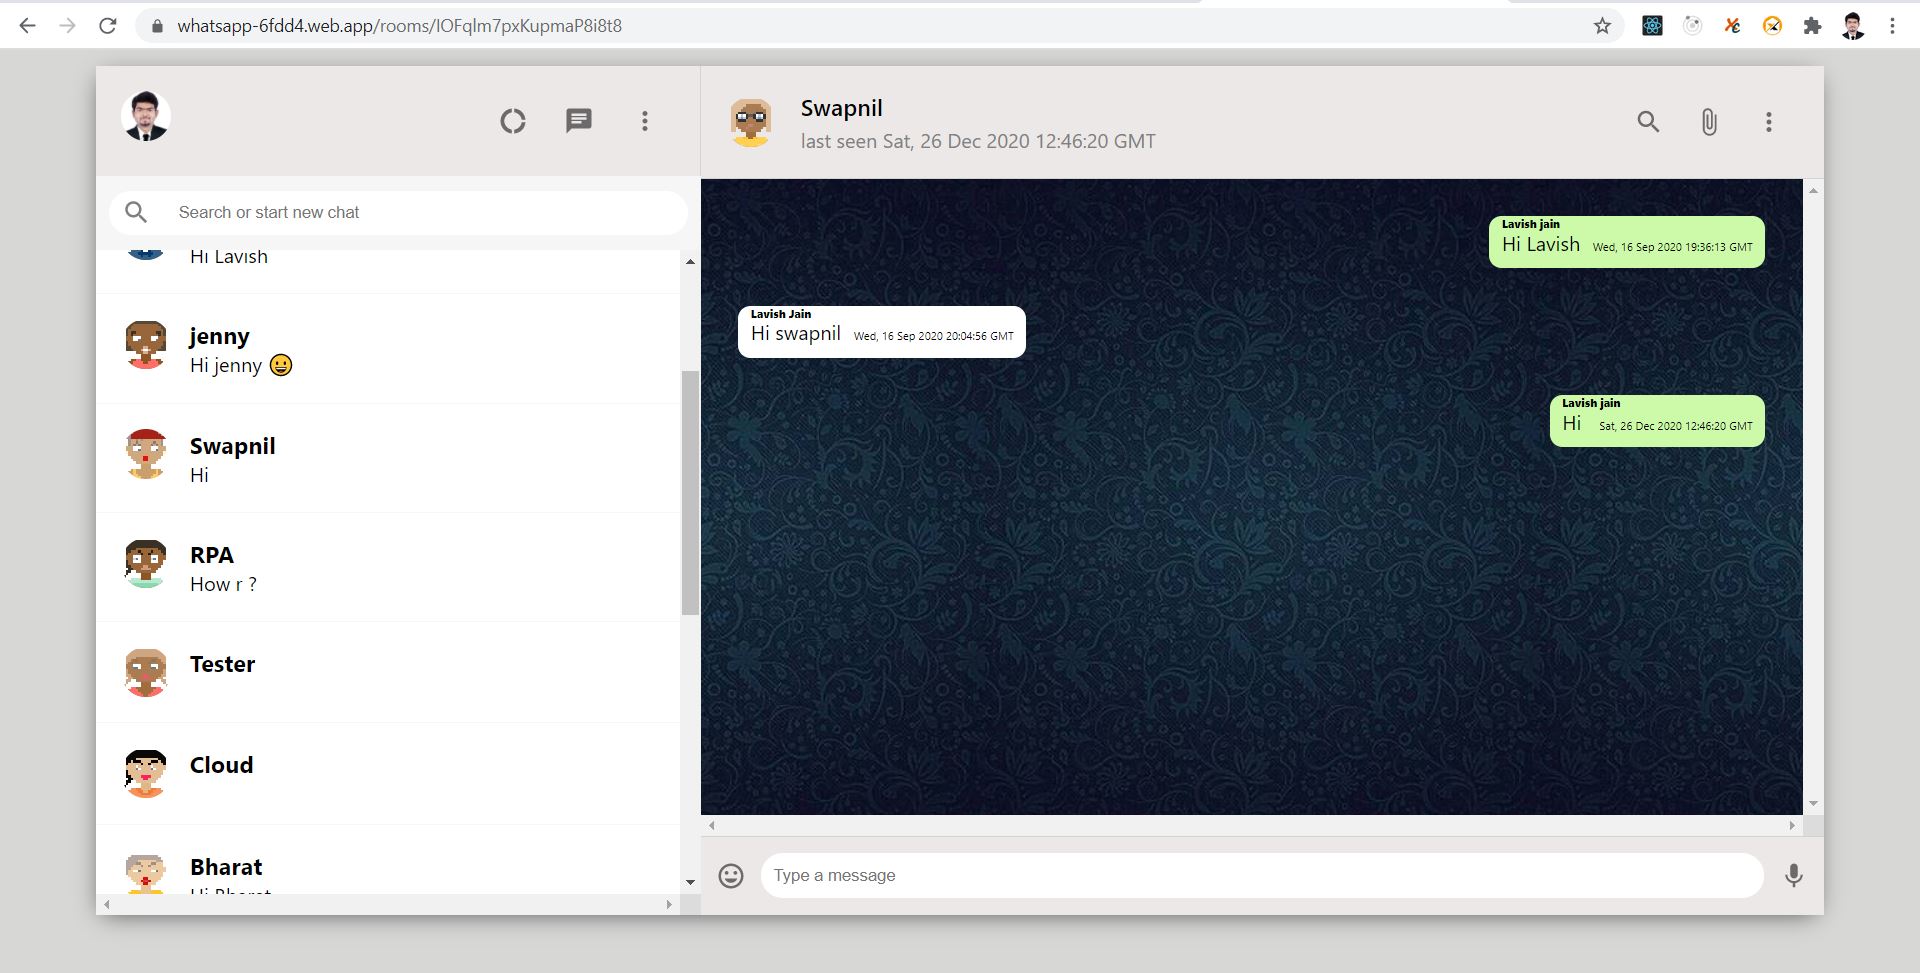 whatsapp-6fdd4.web.app/rooms/IOFqlm7pxKupmaP8i8t8
Search or start new chat
Hi Lavish
jenny
Hi jenny 😀
Swapnil
Hi
RPA
How r ?
Tester
Cloud
Bharat
Hi Bharat
Swapnil
last seen Sat, 26 Dec 2020 12:46:20 GMT
Lavish jain
Hi Lavish Wed, 16 Sep 2020 19:36:13 GMT
Lavish Jain
Hi swapnil Wed, 16 Sep 2020 20:04:56 GMT
Lavish jain
Hi Sat, 26 Dec 2020 12:46:20 GMT
Type a message